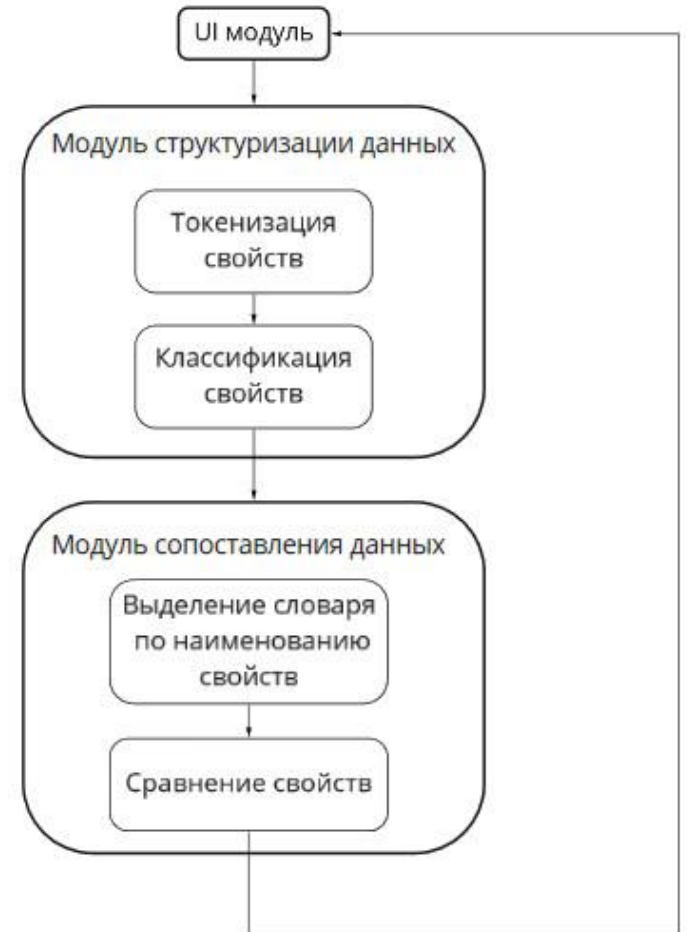 UI модуль
Модуль структуризации данных
Токенизация
свойств
Классификация
свойств
Модуль сопоставления данных
Выделение словаря
по наименованию
свойств
Сравнение свойств